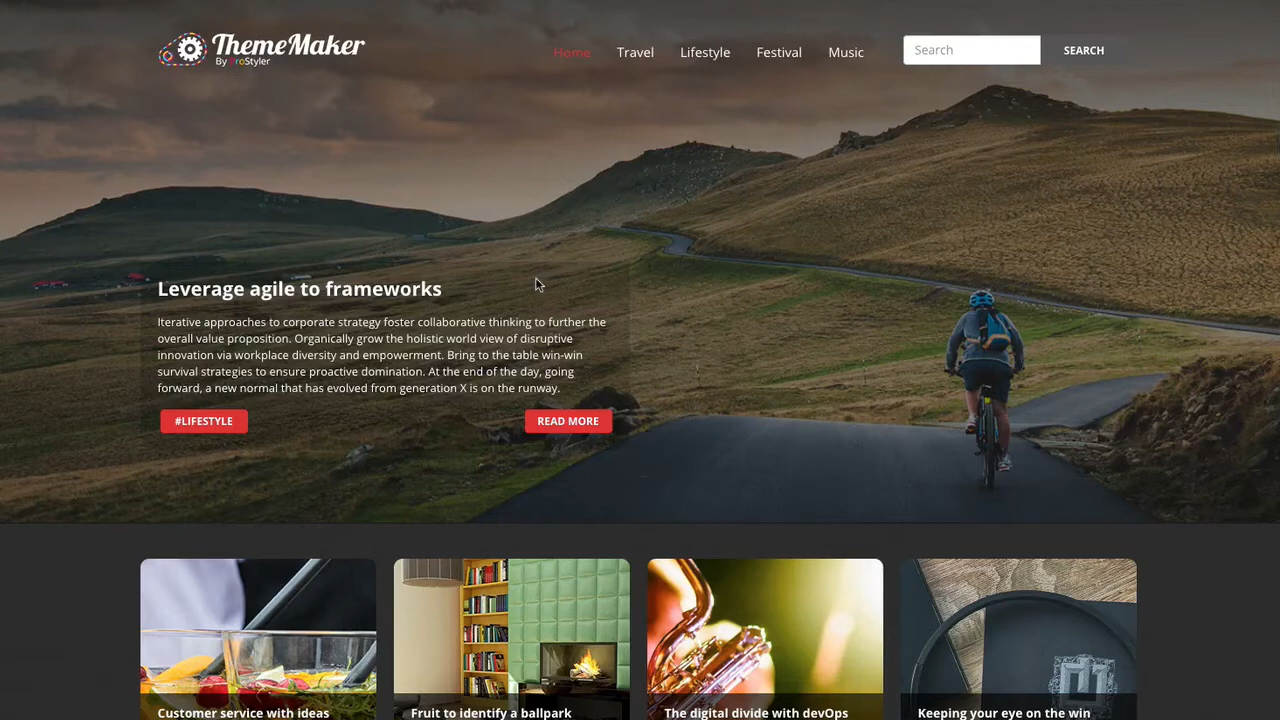 ThemeMaker
By ProStyler
Home Travel Lifestyle Festival Music
Search
SEARCH
Leverage agile to frameworks
Iterative approaches to corporate strategy foster collaborative thinking to further the
overall value proposition. Organically grow the holistic world view of disruptive
innovation via workplace diversity and empowerment. Bring to the table win-win
survival strategies to ensure proactive domination. At the end of the day, going
forward, a new normal that has evolved from generation X is on the runway.
#LIFESTYLE
READ MORE
Customer service with ideas
Fruit to identify a ballpark
The digital divide with devOps
Keeping your eye on the win